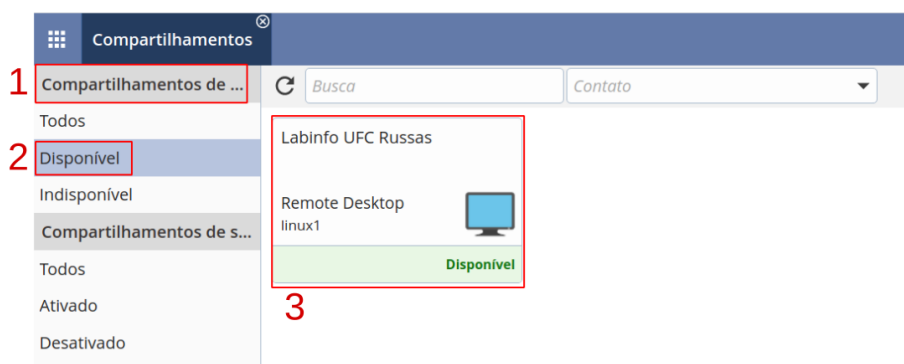 Compartilhamentos
1
Compartilhamentos de ...
Busca
Contato
Todos
2
Disponível
Indisponível
Compartilhamentos de s...
Todos
Ativado
Desativado
Labinfo UFC Russas
Remote Desktop
linux1
Disponível
3